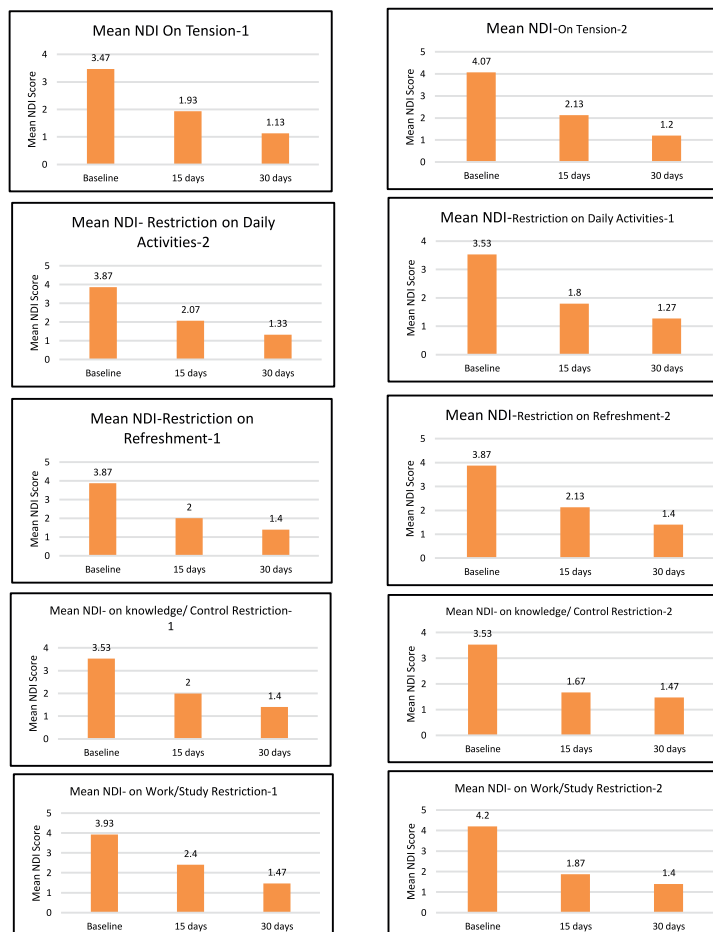 Mean NDI On Tension-1
Mean NDI Score
4
3
2
1
0
3.47
1.93
1.13
Baseline 15 days 30 days
Mean NDI-On Tension-2
Mean NDI Score
5
4
3
2
1
0
4.07
2.13
1.2
Baseline 15 days 30 days
Mean NDI- Restriction on Daily
Activities-2
Mean NDI Score
5
4
3
2
1
0
3.87
2.07
1.33
Baseline 15 days 30 days
Mean NDI-Restriction on Daily Activities-1
Mean NDI Score
4
3
2
1
0
3.53
1.8
1.27
Baseline 15 days 30 days
Mean NDI-Restriction on
Refreshment-1
Mean NDI Score
5
4
3
2
1
0
3.87
2
1.4
Baseline 15 days 30 days
Mean NDI-Restriction on Refreshment-2
Mean NDI Score
5
4
3
2
1
0
3.87
2.13
1.4
Baseline 15 days 30 days
Mean NDI- on knowledge/ Control Restriction-
1
Mean NDI Score
4
3
2
1
0
3.53
2
1.4
Baseline 15 days 30 days
Mean NDI- on knowledge/ Control Restriction-2
Mean NDI Score
4
3
2
1
0
3.53
1.67
1.47
Baseline 15 days 30 days
Mean NDI- on Work/Study Restriction-1
Mean NDI Score
5
4
3
2
1
0
3.93
2.4
1.47
Baseline 15 days 30 days
Mean NDI- on Work/Study Restriction-2
Mean NDI Score
5
4
3
2
1
0
4.2
1.87
1.4
Baseline 15 days 30 days